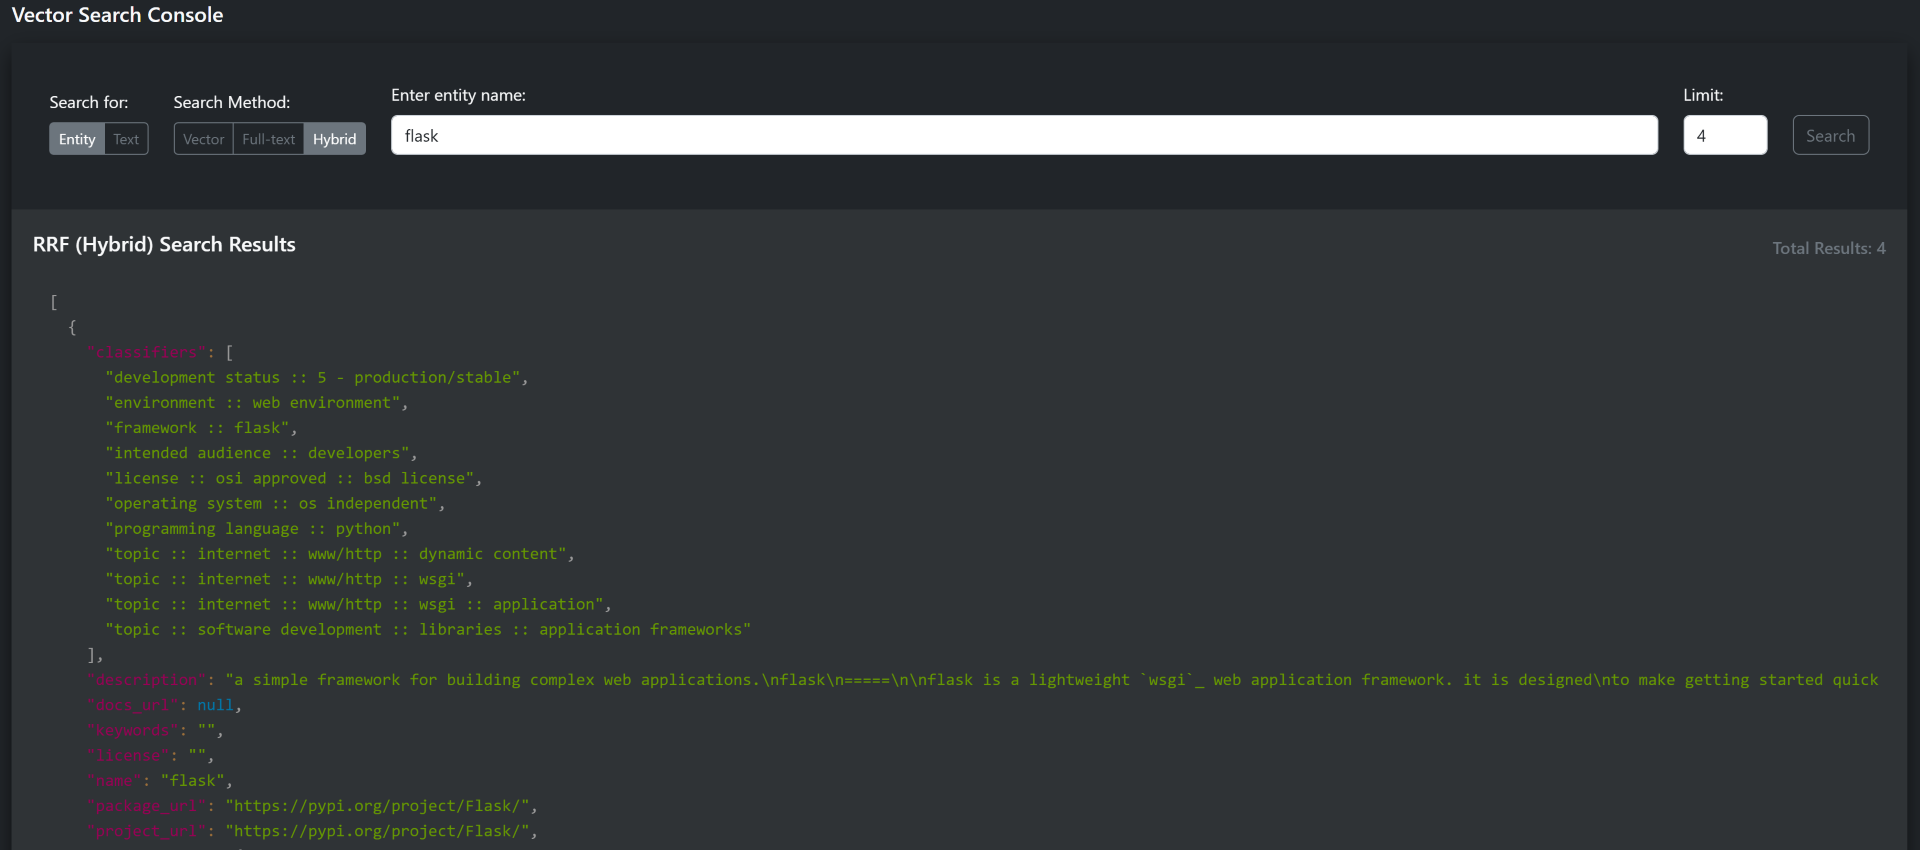 Vector Search Console
Search for:
Search Method:
Enter entity name:
Limit:
Entity Text
Vector Full-text Hybrid
flask
4
Search
RRF (Hybrid) Search Results
Total Results: 4
[
{
"classifiers": [
"development status :: 5 - production/stable",
"environment :: web environment",
"framework :: flask",
"intended audience :: developers",
"license :: osi approved :: bsd license",
"operating system :: os independent",
"programming language :: python",
"topic :: internet :: www/http :: dynamic content",
"topic :: internet :: www/http :: wsgi",
"topic :: internet :: www/http :: wsgi :: application",
"topic :: software development :: libraries :: application frameworks"
],
"description": "a simple framework for building complex web applications.\nflask\n=====\n\nflask is a lightweight `wsgi`_ web application framework. it is designed\nto make getting started quick
"docs_url": null,
"keywords": "",
"license": "",
"name": "flask",
"package_url": "https://pypi.org/project/Flask/",
"project_url": "https://pypi.org/project/Flask/",